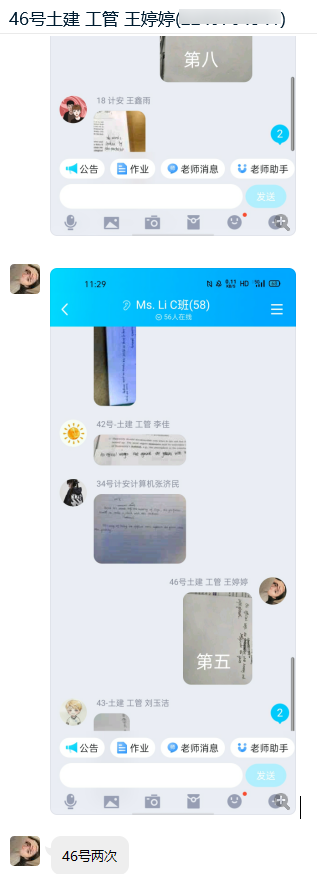 46号土建 工管 王婷婷(
)
第八
18 计安 王鑫雨
2
公告 作业 老师消息 老师助手
发送
11:29
HD
Ms. Li C班(58)
56人在线
42号-土建 工管 李佳
34号计安计算机张济民
46号土建 工管 王婷婷
第五
43-土建 工管 刘玉洁
2
公告 作业 老师消息 老师助手
发送
46号两次